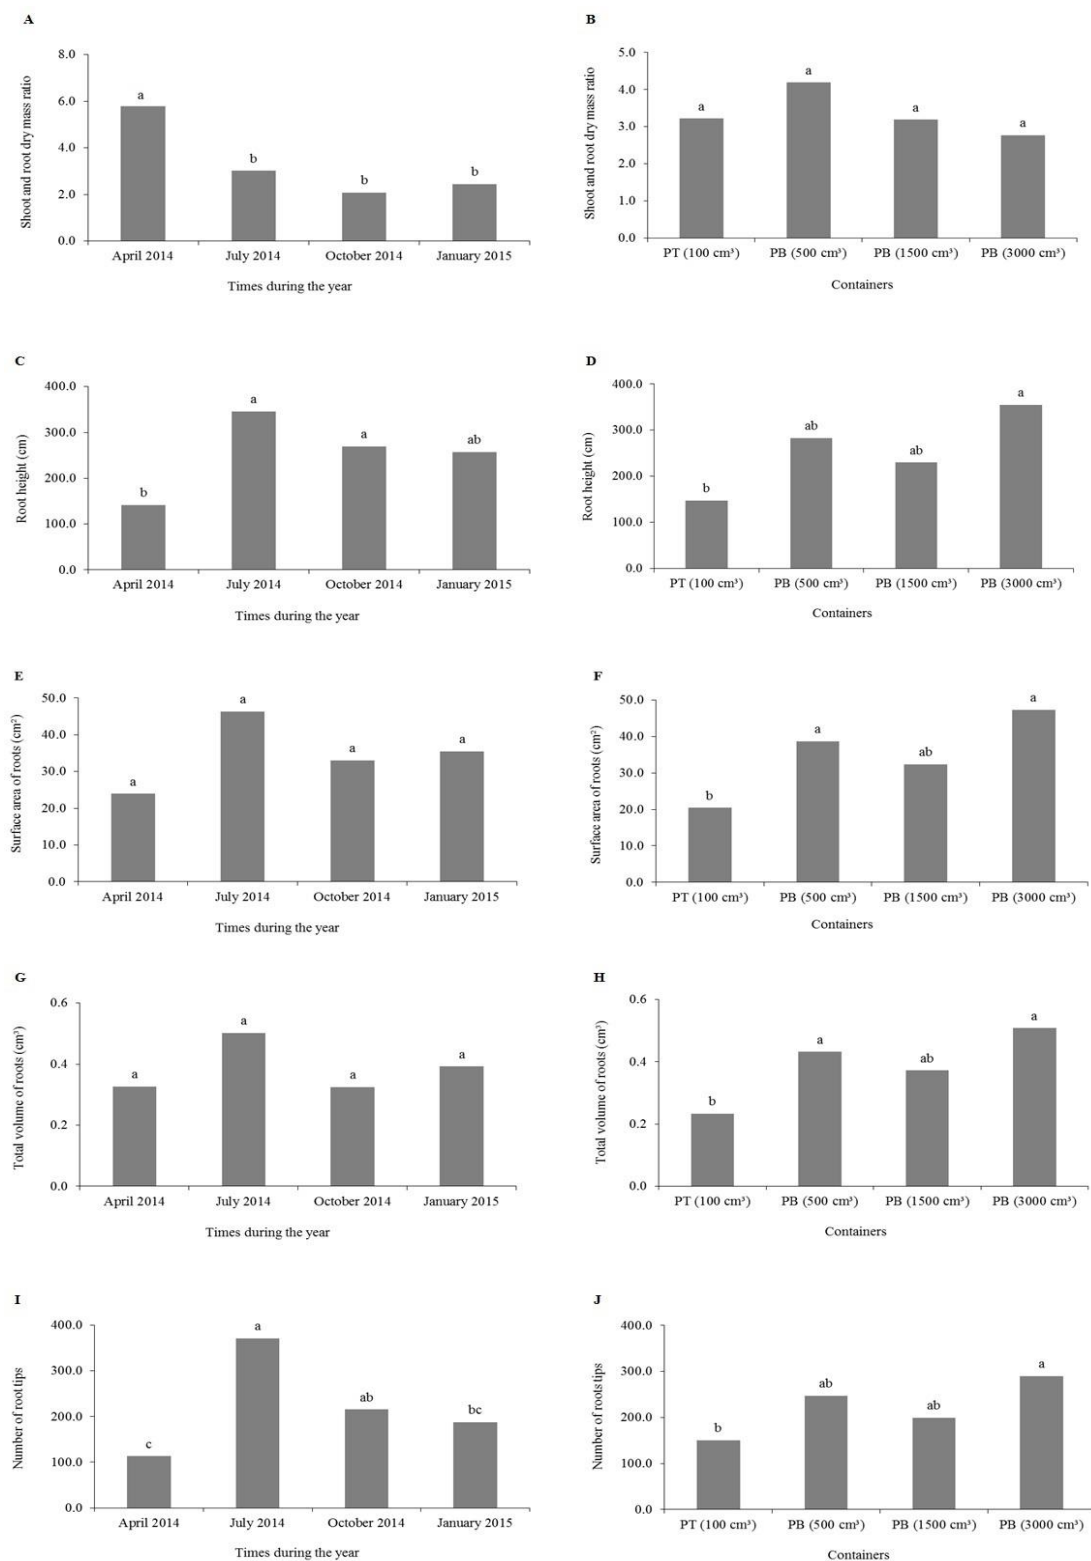 A
Shoot and root dry mass ratio
8.0
6.0
4.0
2.0
0.0
a
b
b
b
April 2014 July 2014 October 2014 January 2015
Times during the year
B
Shoot and root dry mass ratio
5.0
4.0
3.0
2.0
1.0
0.0
a
a
a
a
PT (100 cm³) PB (500 cm³) PB (1500 cm³) PB (3000 cm³)
Containers
C
Root height (cm)
400.0
300.0
200.0
100.0
0.0
b
a
a
ab
April 2014 July 2014 October 2014 January 2015
Times during the year
D
Root height (cm)
400.0
300.0
200.0
100.0
0.0
b
ab
ab
a
PT (100 cm³) PB (500 cm³) PB (1500 cm³) PB (3000 cm³)
Containers
E
Surface area of roots (cm²)
50.0
40.0
30.0
20.0
10.0
0.0
a
a
a
a
April 2014 July 2014 October 2014 January 2015
Times during the year
F
Surface area of roots (cm²)
50.0
40.0
30.0
20.0
10.0
0.0
b
a
ab
a
PT (100 cm³) PB (500 cm³) PB (1500 cm³) PB (3000 cm³)
Containers
G
Total volume of roots (cm³)
0.6
0.4
0.2
0.0
a
a
a
a
April 2014 July 2014 October 2014 January 2015
Times during the year
H
Total volume of roots (cm³)
0.6
0.4
0.2
0.0
b
a
ab
a
PT (100 cm³) PB (500 cm³) PB (1500 cm³) PB (3000 cm³)
Containers
I
Number of root tips
400.0
300.0
200.0
100.0
0.0
c
a
ab
bc
April 2014 July 2014 October 2014 January 2015
Times during the year
J
Number of roots tips
400.0
300.0
200.0
100.0
0.0
b
ab
ab
a
PT (100 cm³) PB (500 cm³) PB (1500 cm³) PB (3000 cm³)
Containers